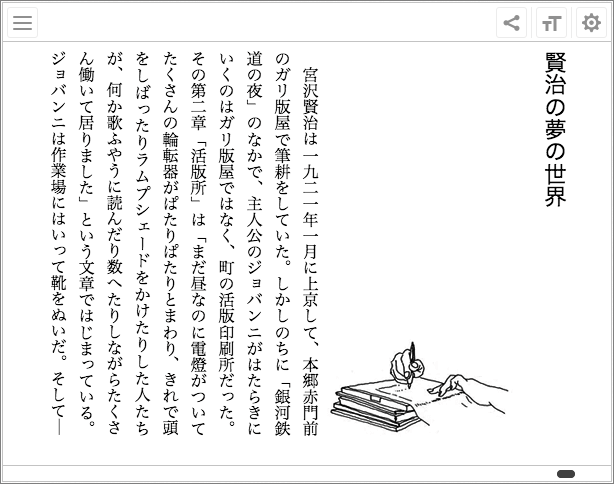 賢治の夢の世界
宮沢賢治は一九二一年一月に上京して、本郷赤門前
のガリ版屋で筆耕をしていた。しかしのちに「銀河鉄
道の夜」のなかで、主人公のジョバンニがはたらきに
いくのはガリ版屋ではなく、町の活版印刷所だった。
その第二章「活版所」は「まだ昼なのに電燈がついて
たくさんの輪転器がぱたりぱたりとまわり、きれで頭
をしばったりラムプシェードをかけたりした人たち
が、何か歌ふやうに読んだり数へたりしながらたくさ
ん働いて居りました」という文章ではじまっている。
ジョバンニは作業場にはいって靴をぬいだ。そして―